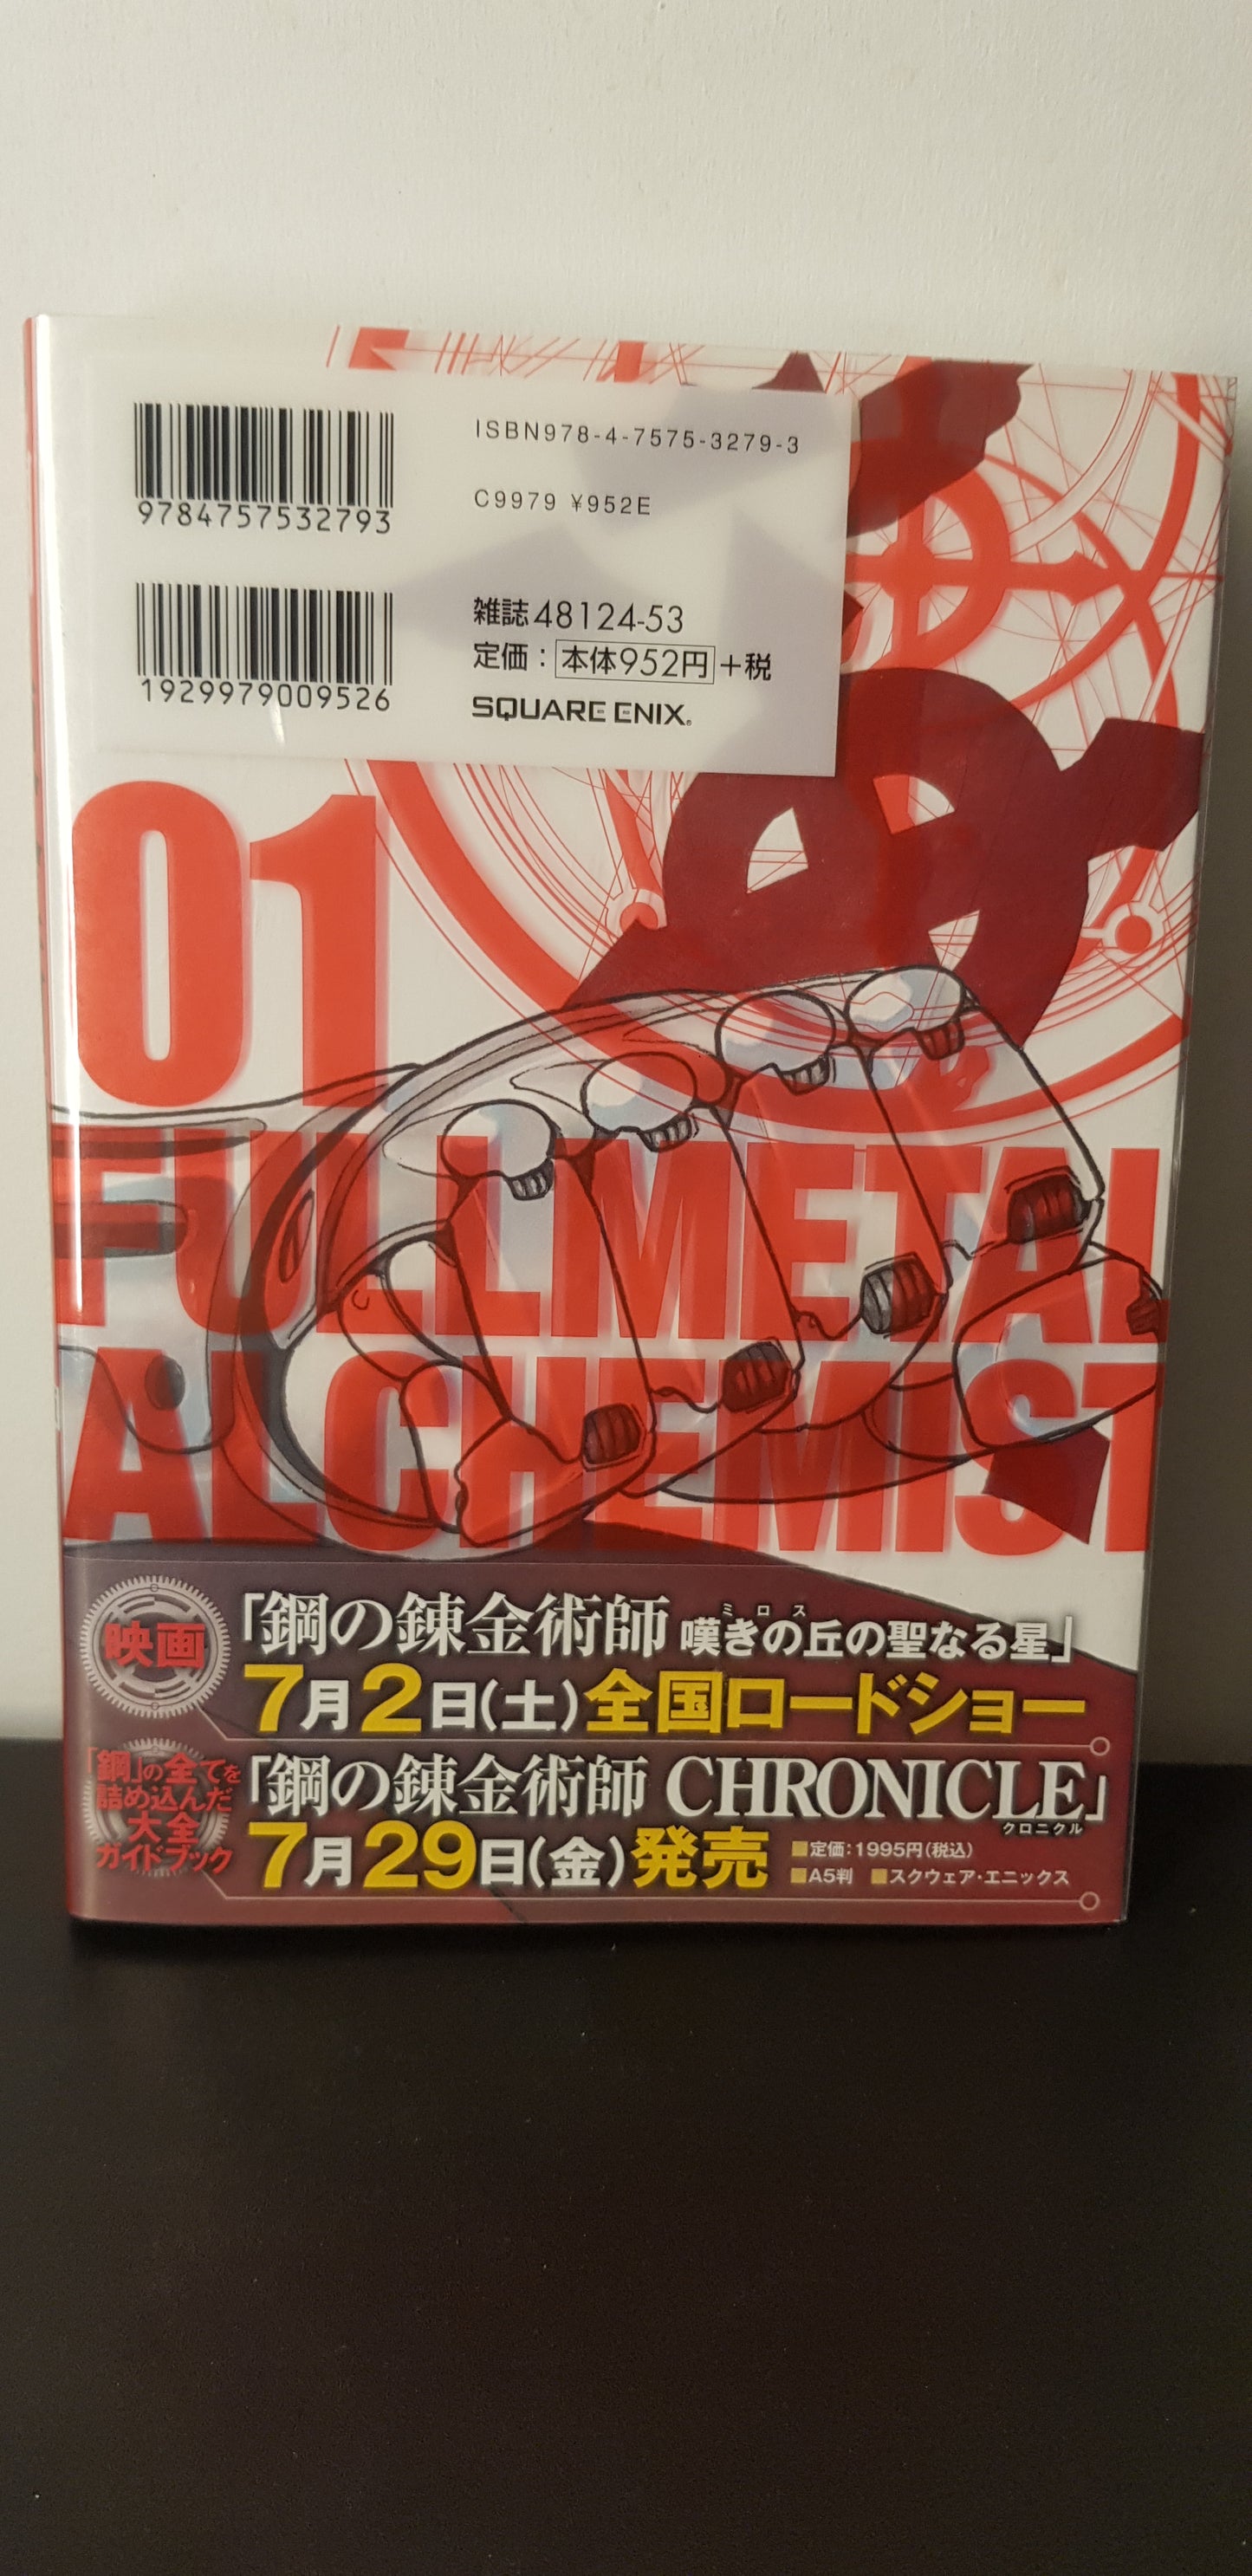 ISBN978-4-7575-3279-3
9784757532793
C9979 ¥952E
雑誌48124-53
定価：本体952円＋税
1929979009526
SQUARE ENIX®
01
FULLMETAL
ALCHEMIST
映画
「鋼の錬金術師 嘆きの丘の聖なる星」
ミロス
7月2日(土)全国ロードショー
「鋼」の全てを
詰め込んだ
大全
ガイドブック
「鋼の錬金術師 CHRONICLE」
クロニクル
7月29日(金)発売
■定価：1995円(税込)
■A5判 ■スクウェア・エニックス